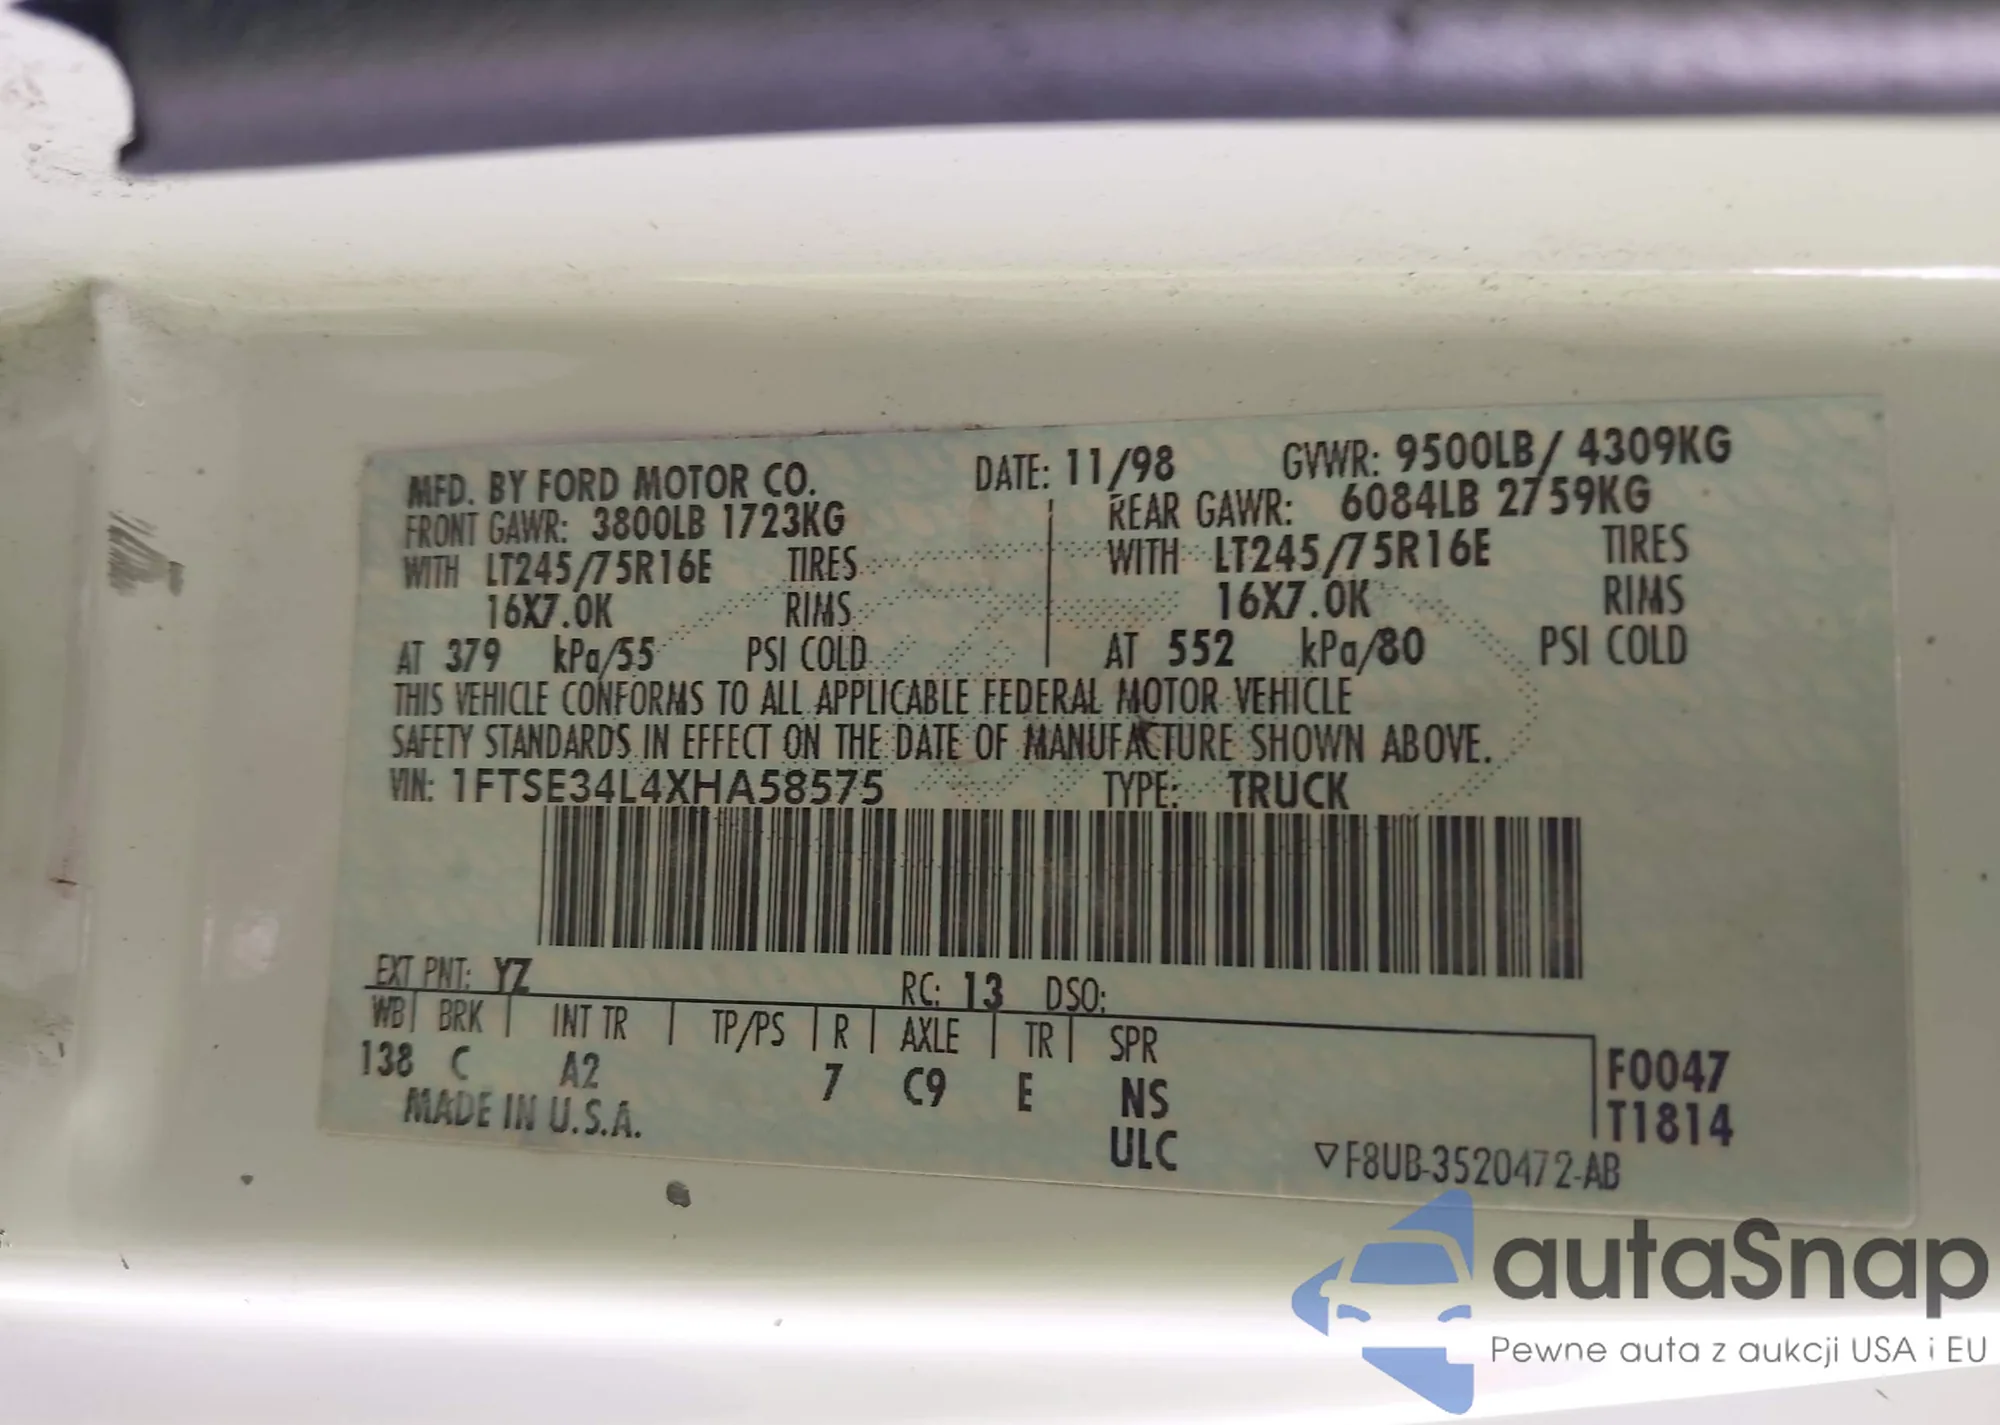 MFD. BY FORD MOTOR CO. DATE: 11/98 GVWR: 9500LB/ 4309KG
FRONT GAWR: 3800LB 1723KG REAR GAWR: 6084LB 2759KG
WITH LT245/75R16E TIRES WITH LT245/75R16E TIRES
16X7.0K RIMS 16X7.0K RIMS
AT 379 kPa/55 PSI COLD AT 552 kPa/80 PSI COLD
THIS VEHICLE CONFORMS TO ALL APPLICABLE FEDERAL MOTOR VEHICLE
SAFETY STANDARDS IN EFFECT ON THE DATE OF MANUFACTURE SHOWN ABOVE.
VIN: 1FTSE34L4XHA58575 TYPE: TRUCK
EXT PNT: YZ RC: 13 DSO:
WB BRK INT TR TP/PS R AXLE TR SPR
138 C A2 7 C9 E NS
F0047
T1814
MADE IN U.S.A. ULC ▽F8UB-3520472-AB
autaSnap
Pewne auta z aukcji USA i EU